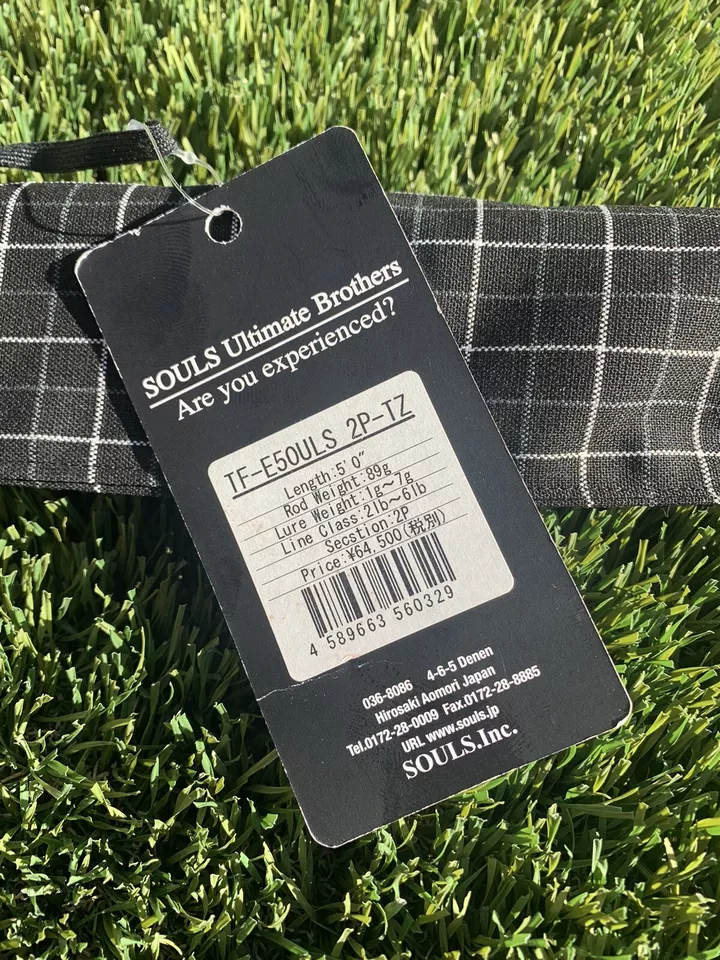 SOULS Ultimate Brothers
Are you experienced?
TF-E50ULS 2P-TZ
Length:5'0"
Rod Weight:89g
Lure Weight:1g～7g
Line Class:2lb～6lb
Secstion:2P
Price:¥64,500(税別)
4 589663 560329
036-8086 4-6-5 Denen
Hirosaki Aomori Japan
Tel.0172-28-0009 Fax.0172-28-8885
URL www.souls.jp
SOULS.Inc.